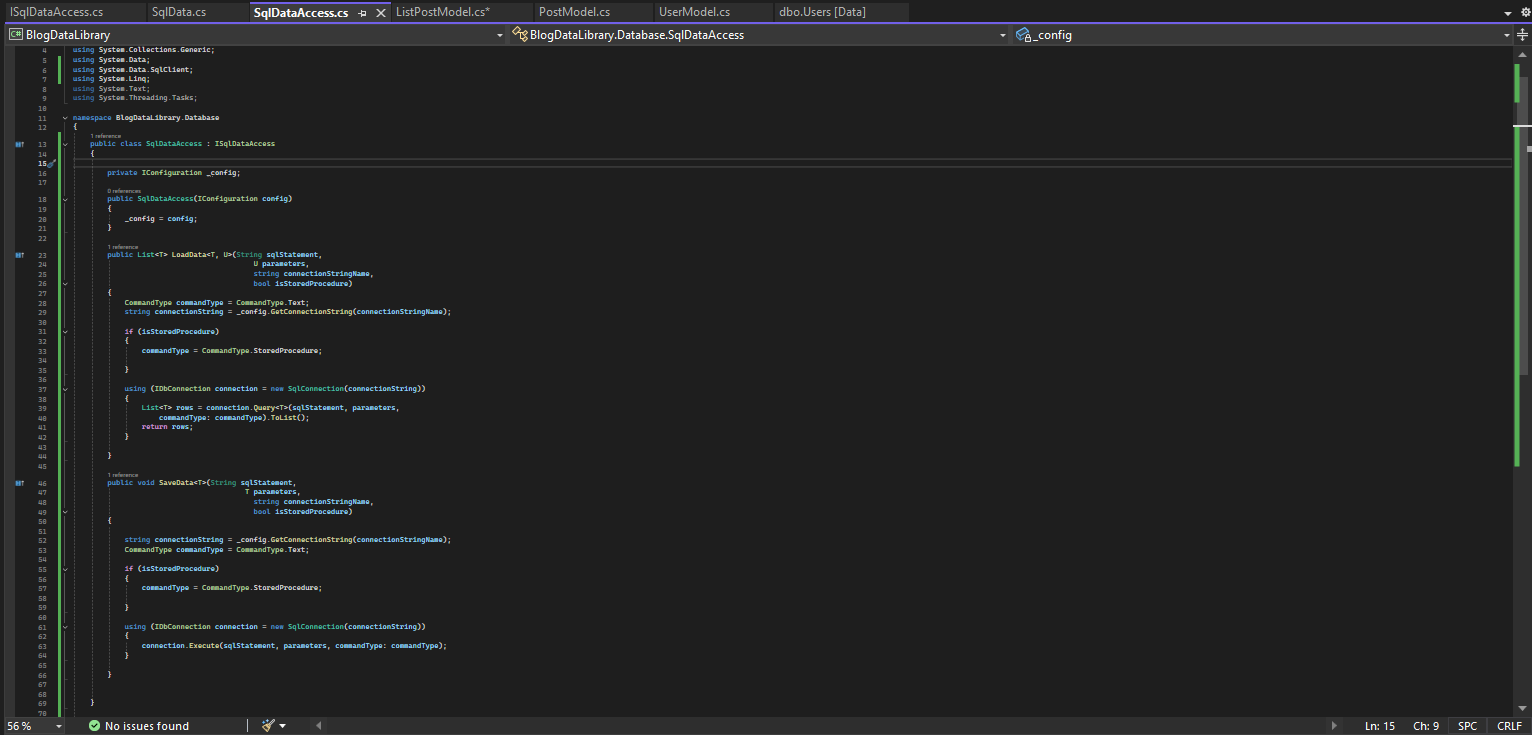 ISqlDataAccess.cs SqlData.cs SqlDataAccess.cs ListPostModel.cs* PostModel.cs UserModel.cs dbo.Users [Data]
C# BlogDataLibrary BlogDataLibrary.Database.SqlDataAccess _config
4 using System.Collections.Generic;
5 using System.Data;
6 using System.Data.SqlClient;
7 using System.Linq;
8 using System.Text;
9 using System.Threading.Tasks;
10
11 namespace BlogDataLibrary.Database
12 {
1 reference
13 public class SqlDataAccess : ISqlDataAccess
14 {
15
16 private IConfiguration _config;
17
0 references
18 public SqlDataAccess(IConfiguration config)
19 {
20 _config = config;
21 }
22
1 reference
23 public List<T> LoadData<T, U>(String sqlStatement,
24 U parameters,
25 string connectionStringName,
26 bool isStoredProcedure)
27 {
28 CommandType commandType = CommandType.Text;
29 string connectionString = _config.GetConnectionString(connectionStringName);
30
31 if (isStoredProcedure)
32 {
33 commandType = CommandType.StoredProcedure;
34
35 }
36
37 using (IDbConnection connection = new SqlConnection(connectionString))
38 {
39 List<T> rows = connection.Query<T>(sqlStatement, parameters,
40 commandType: commandType).ToList();
41 return rows;
42 }
43
44 }
45
1 reference
46 public void SaveData<T>(String sqlStatement,
47 T parameters,
48 string connectionStringName,
49 bool isStoredProcedure)
50 {
51
52 string connectionString = _config.GetConnectionString(connectionStringName);
53 CommandType commandType = CommandType.Text;
54
55 if (isStoredProcedure)
56 {
57 commandType = CommandType.StoredProcedure;
58
59 }
60
61 using (IDbConnection connection = new SqlConnection(connectionString))
62 {
63 connection.Execute(sqlStatement, parameters, commandType: commandType);
64 }
65
66 }
67
68
69 }
70
56 % No issues found Ln: 15 Ch: 9 SPC CRLF